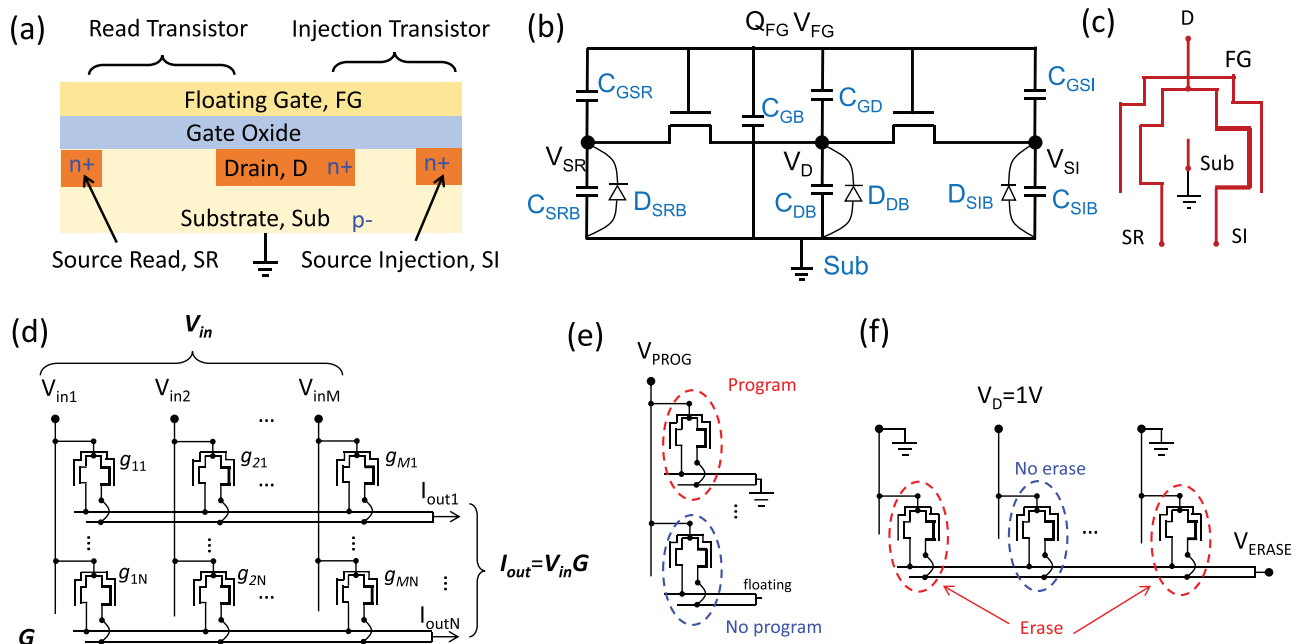 (a)
Read Transistor
Injection Transistor
Floating Gate, FG
Gate Oxide
n+
Drain, D
n+
n+
Substrate, Sub
p-
Source Read, SR
Source Injection, SI
(b)
Q_FG V_FG
C_GSR
C_GB
C_GD
C_GSI
V_SR
V_D
V_SI
C_SRB
D_SRB
C_DB
D_DB
D_SIB
C_SIB
Sub
(c)
D
FG
Sub
SR
SI
(d)
V_in
V_in1
V_in2
V_inM
...
g_11
g_21
...
g_M1
I_out1
...
...
...
I_out=V_inG
g_1N
g_2N
...
g_MN
...
I_outN
G
(e)
V_PROG
Program
...
floating
No program
(f)
V_D=1V
No erase
...
V_ERASE
Erase